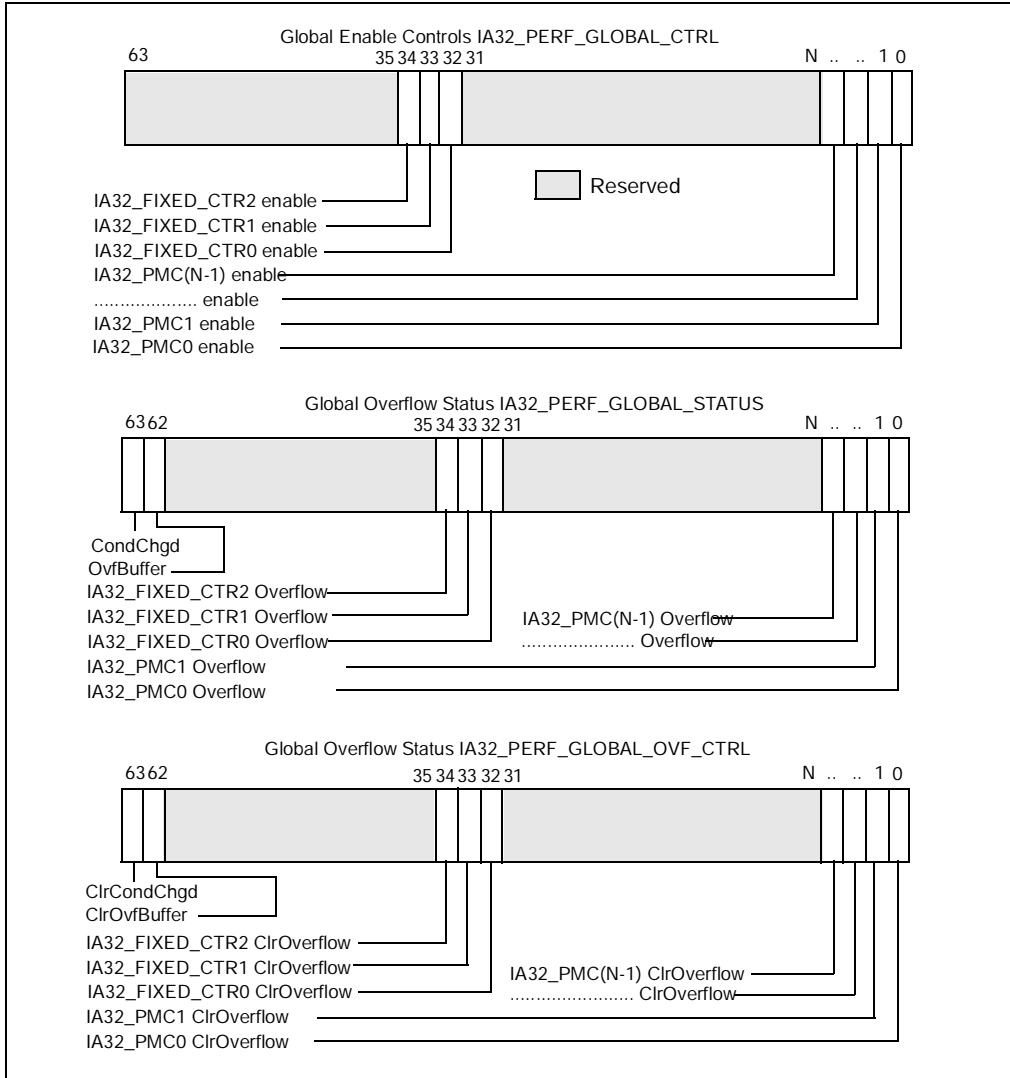 Global Enable Controls IA32_PERF_GLOBAL_CTRL
63 35 34 33 32 31 N .. .. 1 0
Reserved
IA32_FIXED_CTR2 enable
IA32_FIXED_CTR1 enable
IA32_FIXED_CTR0 enable
IA32_PMC(N-1) enable
..................... enable
IA32_PMC1 enable
IA32_PMC0 enable
Global Overflow Status IA32_PERF_GLOBAL_STATUS
63 62 35 34 33 32 31 N .. .. 1 0
CondChgd
OvfBuffer
IA32_FIXED_CTR2 Overflow
IA32_FIXED_CTR1 Overflow
IA32_FIXED_CTR0 Overflow
IA32_PMC(N-1) Overflow
...................... Overflow
IA32_PMC1 Overflow
IA32_PMC0 Overflow
Global Overflow Status IA32_PERF_GLOBAL_OVF_CTRL
63 62 35 34 33 32 31 N .. .. 1 0
ClrCondChgd
ClrOvfBuffer
IA32_FIXED_CTR2 ClrOverflow
IA32_FIXED_CTR1 ClrOverflow
IA32_FIXED_CTR0 ClrOverflow
IA32_PMC(N-1) ClrOverflow
........................ ClrOverflow
IA32_PMC1 ClrOverflow
IA32_PMC0 ClrOverflow